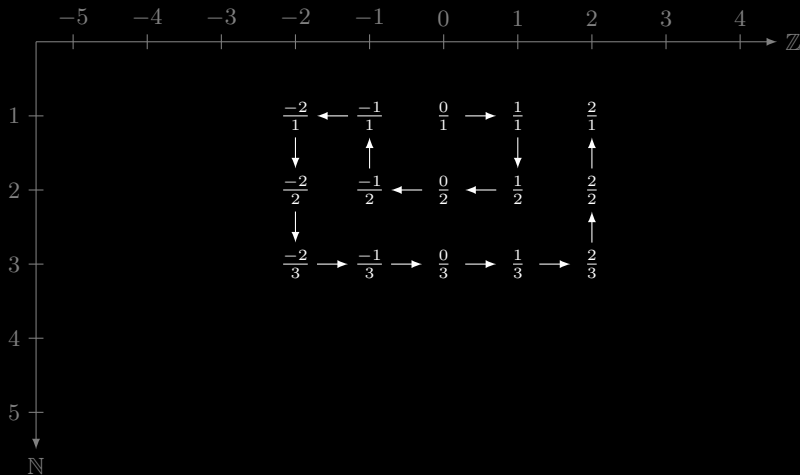 −5 −4 −3 −2 −1 0 1 2 3 4 ℤ
1 −2/1 ← −1/1 0/1 → 1/1 2/1
↓ ↑ ↓ ↑
2 −2/2 −1/2 ← 0/2 ← 1/2 2/2
↓ ↑
3 −2/3 → −1/3 → 0/3 → 1/3 → 2/3
4
5
ℕ